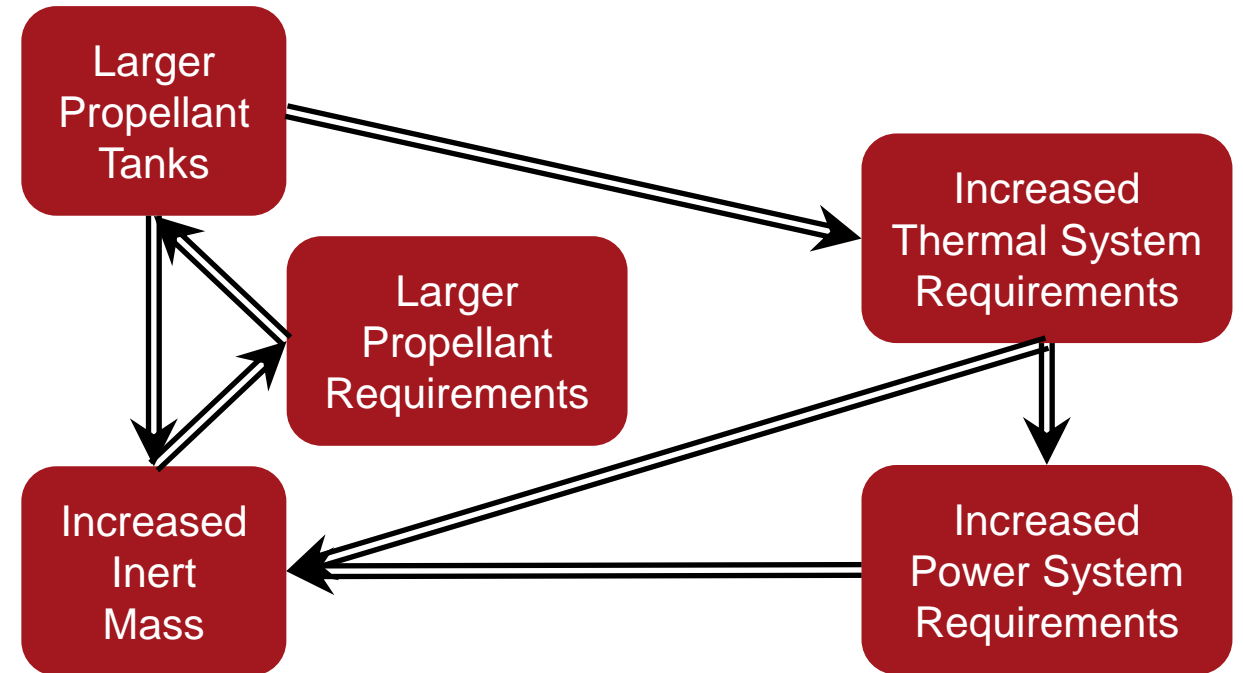 Larger
Propellant
Tanks
Increased
Thermal System
Requirements
Larger
Propellant
Requirements
Increased
Inert
Mass
Increased
Power System
Requirements